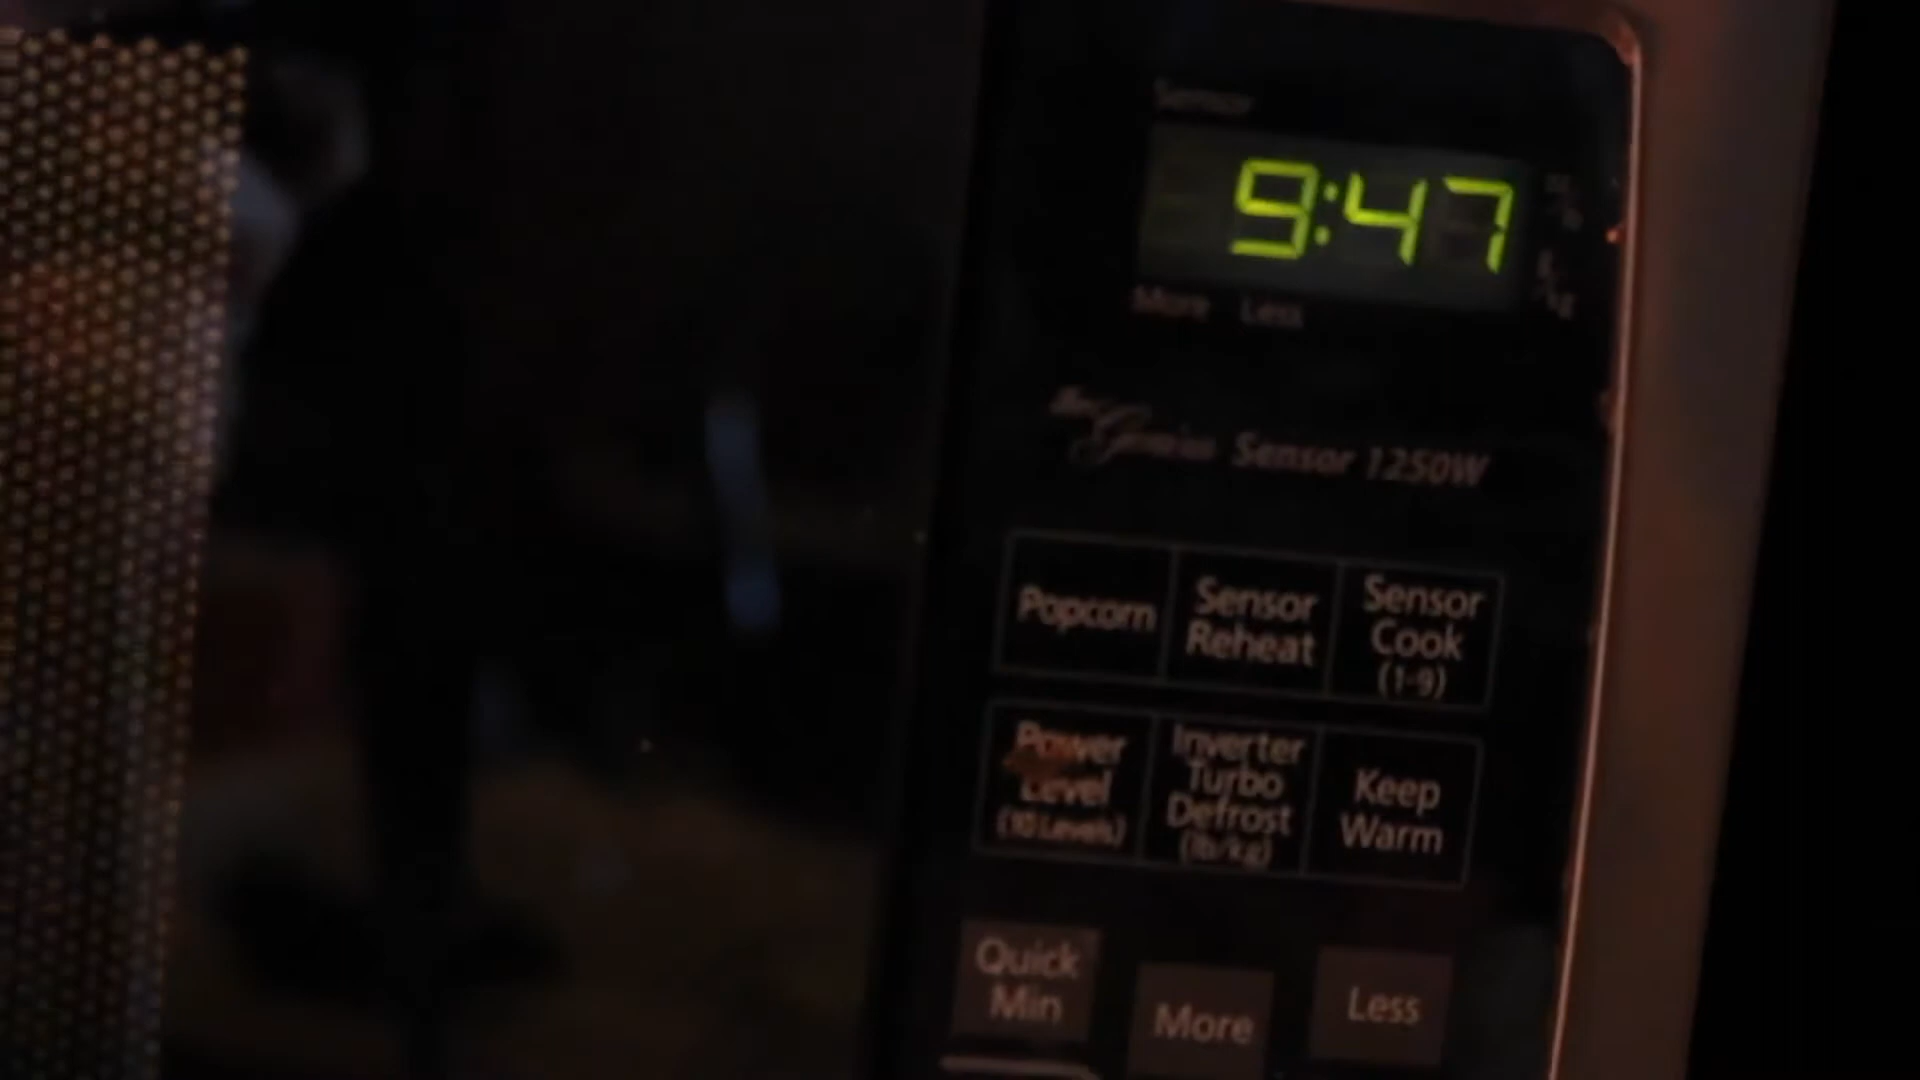 Sensor
9:47
More Less
Genius Sensor 1250W
Popcorn
Sensor
Reheat
Sensor
Cook
(1-9)
Power
Level
(10 Levels)
Inverter
Turbo
Defrost
(lb/kg)
Keep
Warm
Quick
Min
More
Less